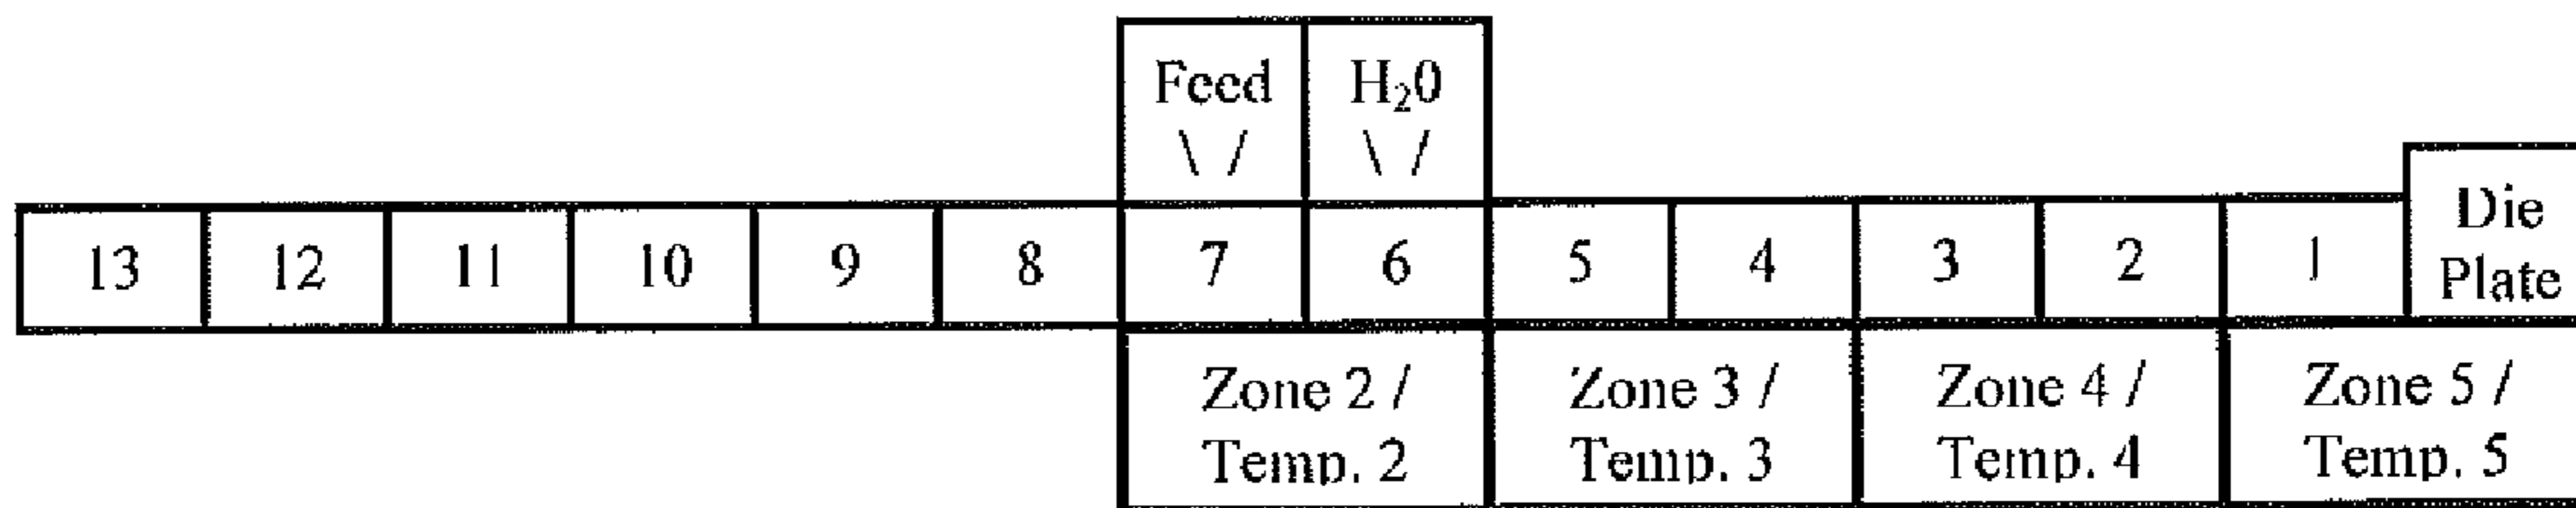 Feed H₂0
\ / \ /
13 12 11 10 9 8 7 6 5 4 3 2 1 Die Plate
Zone 2 / Zone 3 / Zone 4 / Zone 5 /
Temp. 2 Temp. 3 Temp. 4 Temp. 5